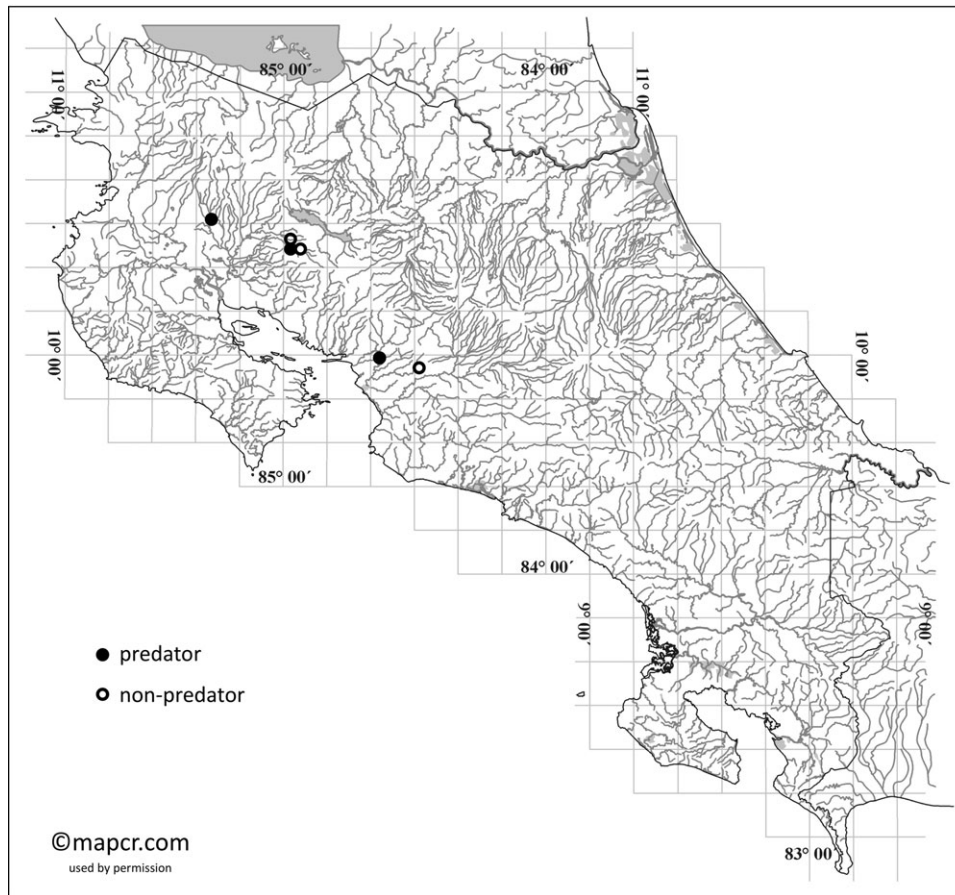 85° 00´
84° 00´
11° 00´
11° 00´
10° 00´
10° 00´
85° 00´
84° 00´
9° 00´
9° 00´
predator
non-predator
83° 00´
©mapcr.com
used by permission